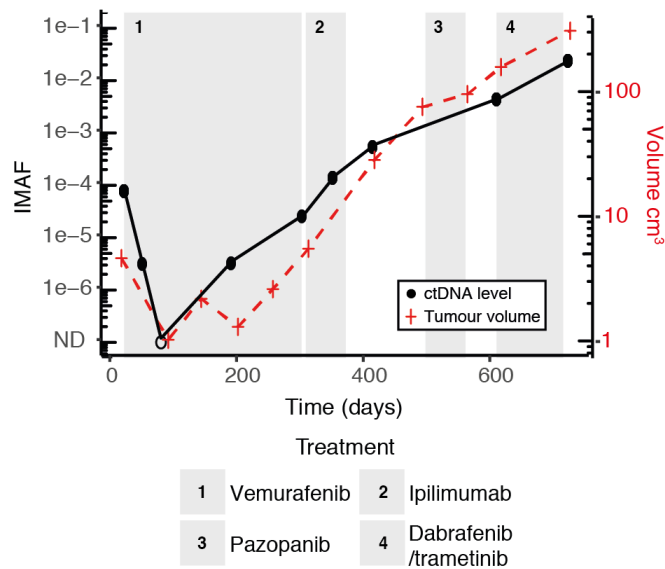 1 2 3 4
1e−1
1e−2
1e−3
1e−4
1e−5
1e−6
ND
IMAF
100
10
1
Volume cm³
ctDNA level
Tumour volume
0 200 400 600
Time (days)
Treatment
1 Vemurafenib 2 Ipilimumab
3 Pazopanib 4 Dabrafenib
/trametinib